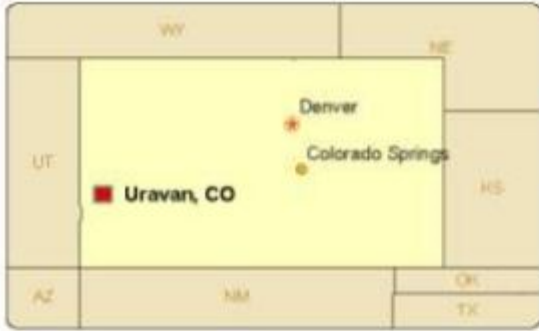 WY
NE
Denver
UT
Colorado Springs
KS
Uravan, CO
AZ
NM
OK
TX